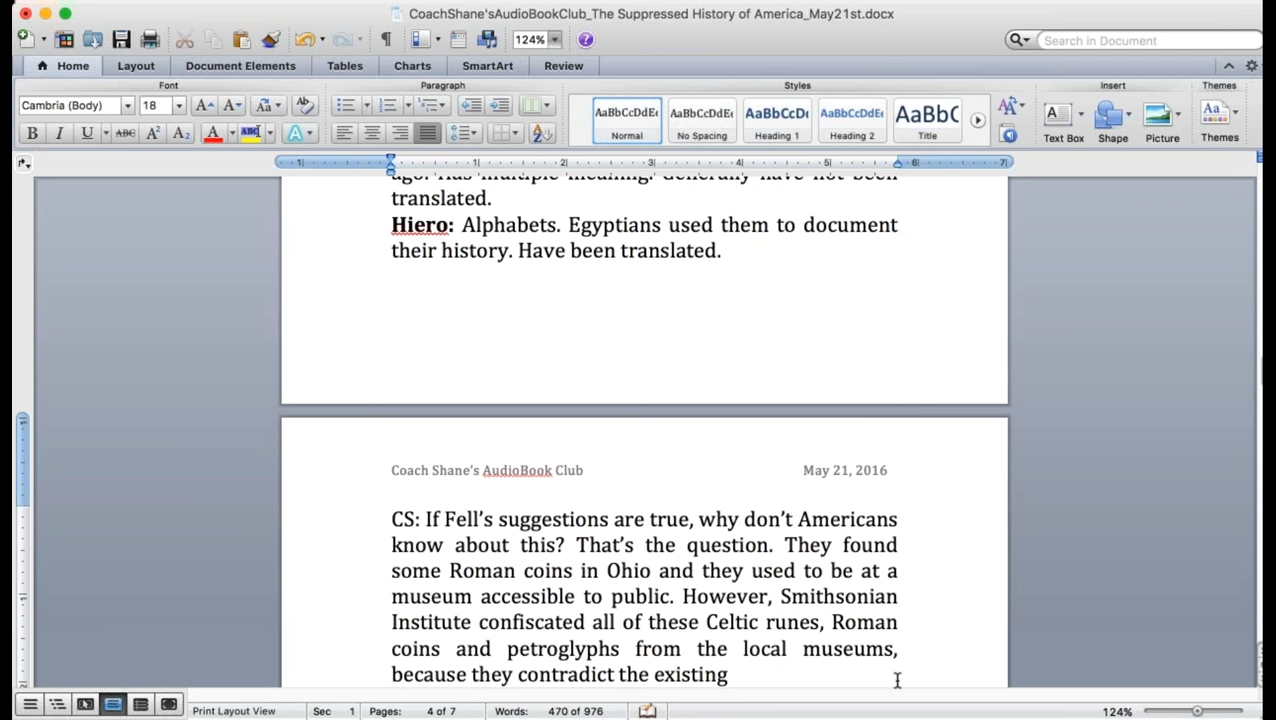 CoachShane'sAudioBookClub_The Suppressed History of America_May21st.docx
124%
Search in Document
Home Layout Document Elements Tables Charts SmartArt Review
Font Paragraph Styles Insert Themes
Cambria (Body) 18
AaBbCcDdEe AaBbCcDdEe AaBbCcDdEe AaBbCcDdEe AaBbC
Normal No Spacing Heading 1 Heading 2 Title
Text Box Shape Picture Themes
ago. Has multiple meaning. Generally have not been
translated.
Hiero: Alphabets. Egyptians used them to document
their history. Have been translated.
Coach Shane's AudioBook Club May 21, 2016
CS: If Fell's suggestions are true, why don't Americans
know about this? That's the question. They found
some Roman coins in Ohio and they used to be at a
museum accessible to public. However, Smithsonian
Institute confiscated all of these Celtic runes, Roman
coins and petroglyphs from the local museums,
because they contradict the existing
Print Layout View Sec 1 Pages: 4 of 7 Words: 470 of 976 124%